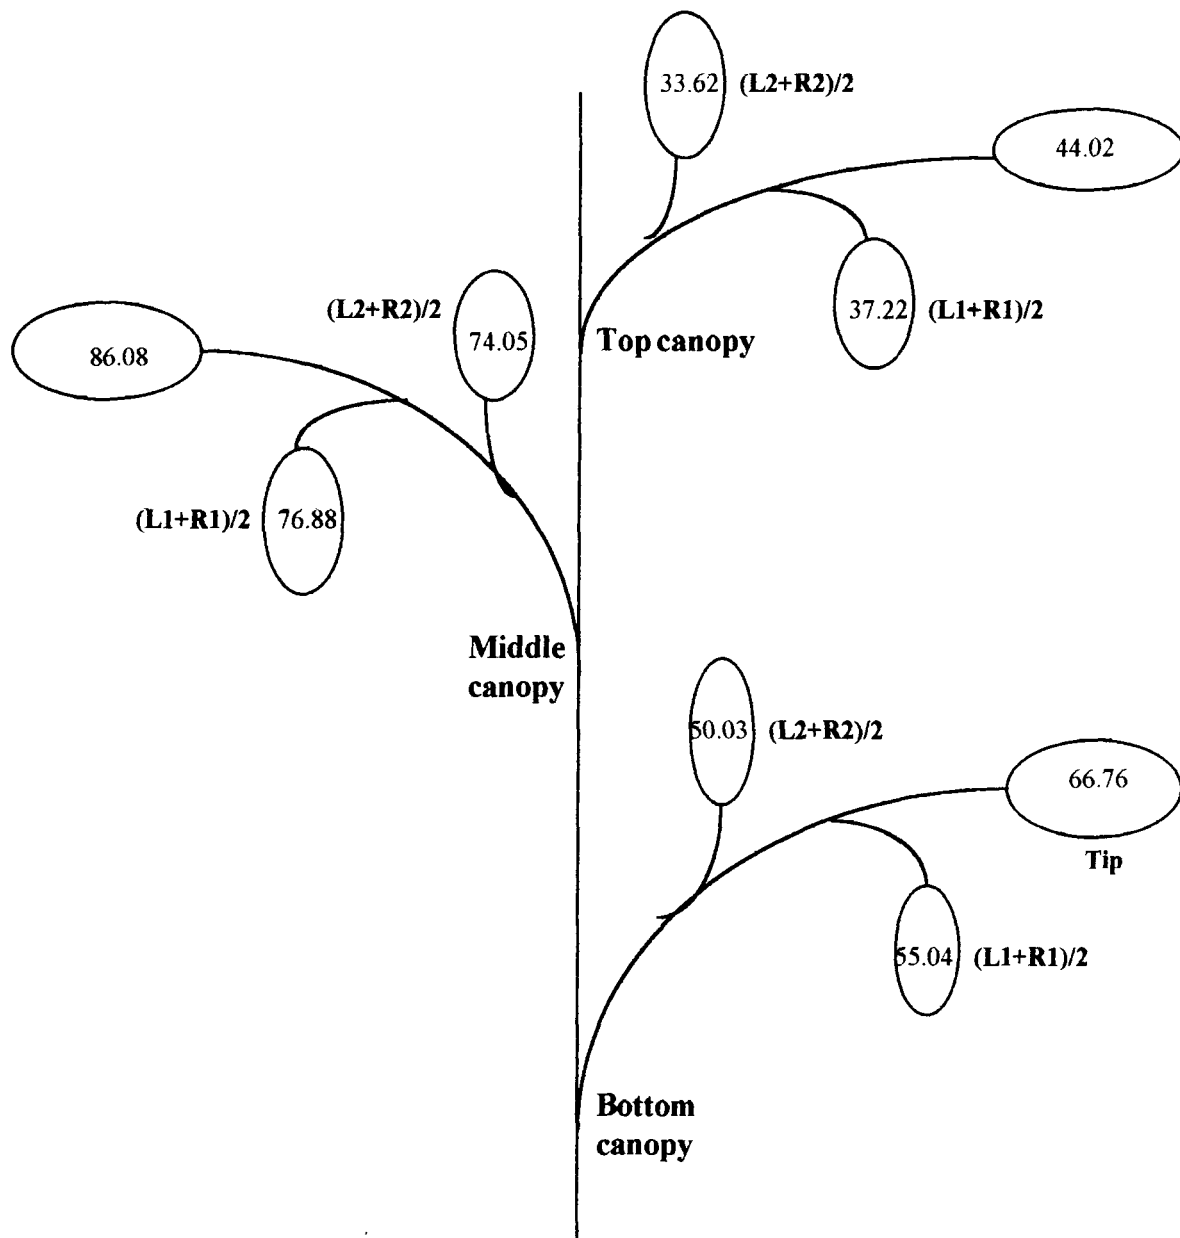 33.62 (L2+R2)/2
44.02
37.22 (L1+R1)/2
Top canopy
(L2+R2)/2
74.05
86.08
(L1+R1)/2 76.88
Middle
canopy
50.03 (L2+R2)/2
66.76
Tip
55.04 (L1+R1)/2
Bottom
canopy